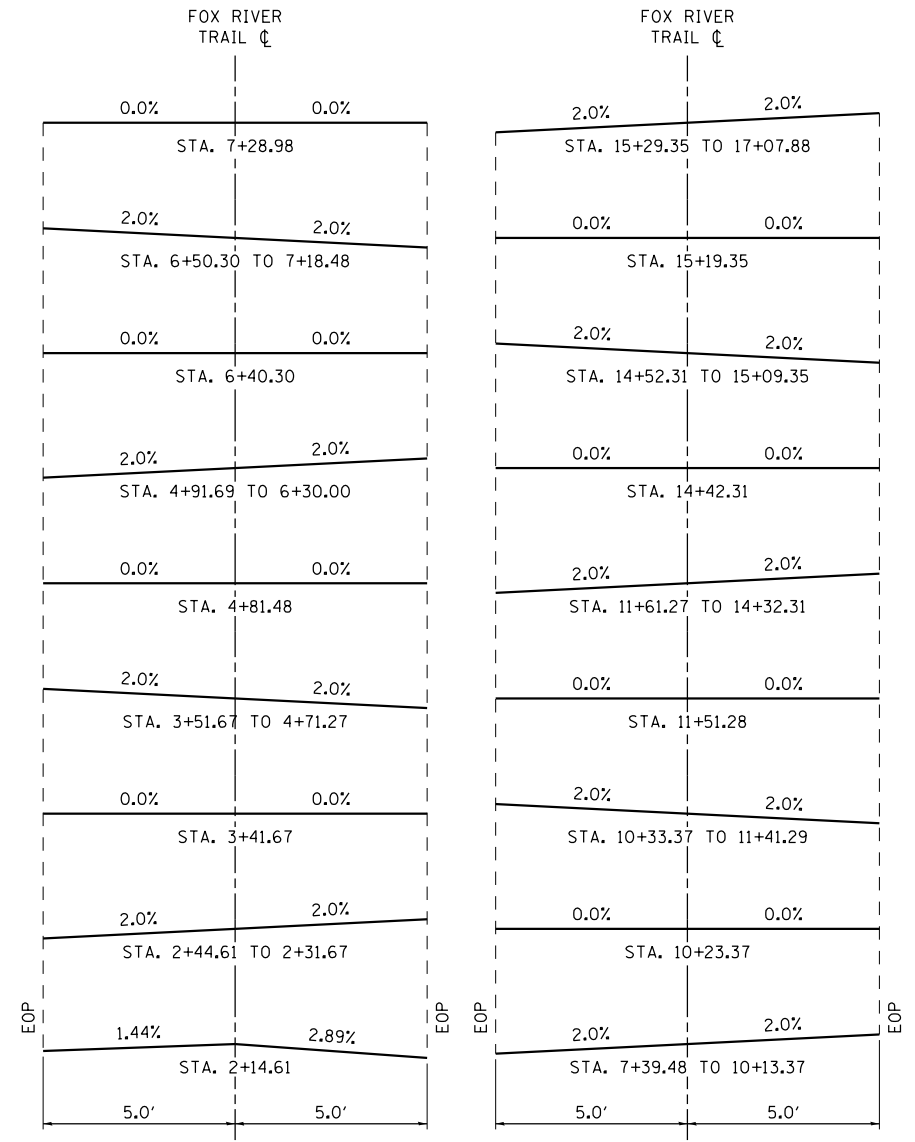 FOX RIVER
TRAIL ℄
0.0% 0.0%
STA. 7+28.98
2.0% 2.0%
STA. 6+50.30 TO 7+18.48
0.0% 0.0%
STA. 6+40.30
2.0% 2.0%
STA. 4+91.69 TO 6+30.00
0.0% 0.0%
STA. 4+81.48
2.0% 2.0%
STA. 3+51.67 TO 4+71.27
0.0% 0.0%
STA. 3+41.67
2.0% 2.0%
STA. 2+44.61 TO 2+31.67
EOP EOP
1.44% 2.89%
STA. 2+14.61
5.0' 5.0'
FOX RIVER
TRAIL ℄
2.0% 2.0%
STA. 15+29.35 TO 17+07.88
0.0% 0.0%
STA. 15+19.35
2.0% 2.0%
STA. 14+52.31 TO 15+09.35
0.0% 0.0%
STA. 14+42.31
2.0% 2.0%
STA. 11+61.27 TO 14+32.31
0.0% 0.0%
STA. 11+51.28
2.0% 2.0%
STA. 10+33.37 TO 11+41.29
0.0% 0.0%
STA. 10+23.37
EOP EOP
2.0% 2.0%
STA. 7+39.48 TO 10+13.37
5.0' 5.0'